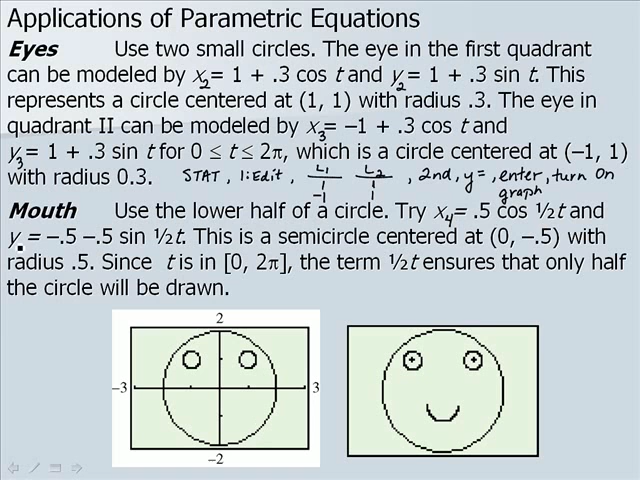 Applications of Parametric Equations
Eyes Use two small circles. The eye in the first quadrant
can be modeled by x₂= 1 + .3 cos t and y₂= 1 + .3 sin t. This
represents a circle centered at (1, 1) with radius .3. The eye in
quadrant II can be modeled by x₃= –1 + .3 cos t and
y₃= 1 + .3 sin t for 0 ≤ t ≤ 2π, which is a circle centered at (–1, 1)
with radius 0.3. STAT, 1:Edit, L1 L2, 2nd, y=, enter, turn On
1 1 graph
-1 1
Mouth Use the lower half of a circle. Try x₄= .5 cos ½t and
y = –.5 –.5 sin ½t. This is a semicircle centered at (0, –.5) with
radius .5. Since t is in [0, 2π], the term ½t ensures that only half
the circle will be drawn.
2
–3 3
–2